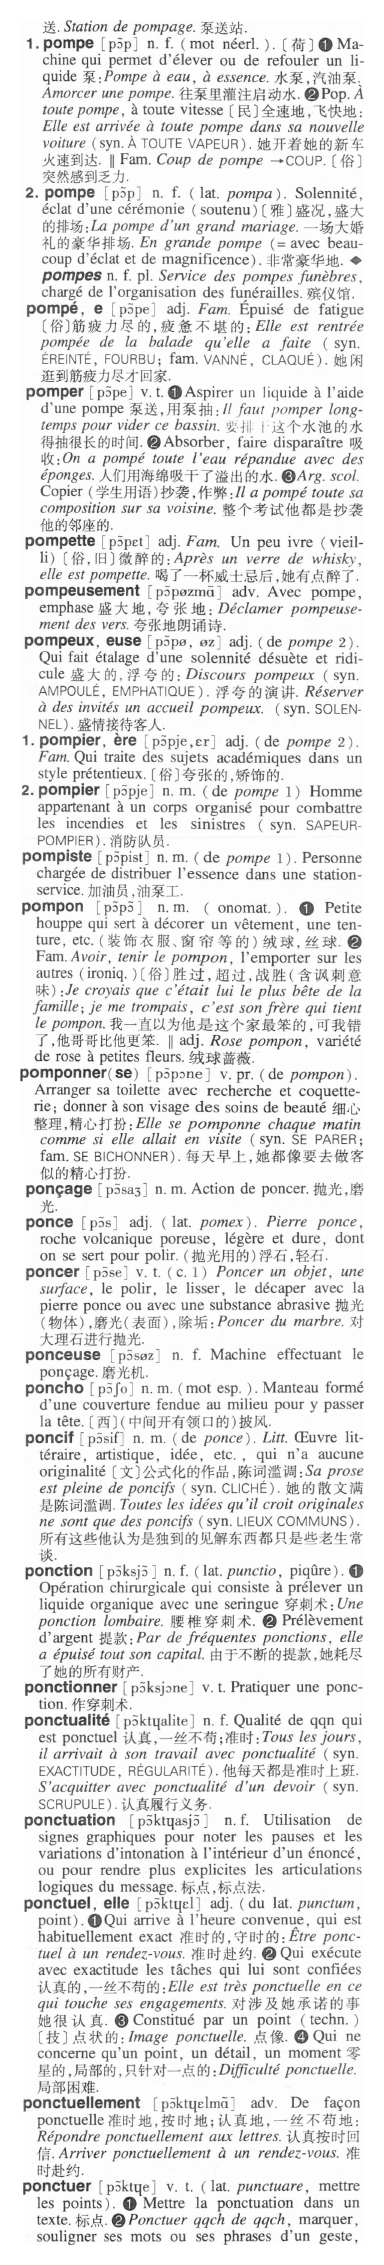 送. Station de pompage. 泵送站.
1. pompe [pɔ̃p] n. f. (mot néerl. ). [荷]❶ Ma-
chine qui permet d'élever ou de refouler un li-
quide 泵:Pompe à eau, à essence. 水泵,汽油泵.
Amorcer une pompe. 往泵里灌注启动水. ❷Pop. À
toute pompe, à toute vitesse [民]全速地,飞快地:
Elle est arrivée à toute pompe dans sa nouvelle
voiture (syn. À TOUTE VAPEUR). 她开着她的新车
火速到达. ‖ Fam. Coup de pompe →COUP. [俗]
突然感到乏力.
2. pompe [pɔ̃p] n. f. ( lat. pompa). Solennité,
éclat d'une cérémonie (soutenu)[雅]盛况,盛大
的排场:La pompe d'un grand mariage. 一场大婚
礼的豪华排场. En grande pompe (= avec beau-
coup d'éclat et de magnificence). 非常豪华地. ◆
pompes n. f. pl. Service des pompes funèbres,
chargé de l'organisation des funérailles. 殡仪馆.
pompé, e [pɔ̃pe] adj. Fam. Épuisé de fatigue
[俗]筋疲力尽的,疲惫不堪的:Elle est rentrée
pompée de la balade qu'elle a faite ( syn.
ÉREINTÉ, FOURBU; fam. VANNÉ, CLAQUÉ). 她闲
逛到筋疲力尽才回家.
pomper [pɔ̃pe] v. t. ❶Aspirer un liquide à l'aide
d'une pompe 泵送,用泵抽:Il faut pomper long-
temps pour vider ce bassin. 要排干这个水池的水
得抽很长的时间. ❷Absorber, faire disparaître 吸
收:On a pompé toute l'eau répandue avec des
éponges. 人们用海绵吸干了溢出的水. ❸Arg. scol.
Copier (学生用语)抄袭,作弊:Il a pompé toute sa
composition sur sa voisine. 整个考试他都是抄袭
他的邻座的.
pompette [pɔ̃pɛt] adj. Fam. Un peu ivre (vieil-
li) [俗,旧]微醉的:Après un verre de whisky,
elle est pompette. 喝了一杯威士忌后,她有点醉了.
pompeusement [pɔ̃pøzmɑ̃] adv. Avec pompe,
emphase 盛大地,夸张地: Déclamer pompeuse-
ment des vers. 夸张地朗诵诗.
pompeux, euse [pɔ̃pø, øz] adj. (de pompe 2).
Qui fait étalage d'une solennité désuète et ridi-
cule 盛大的,浮夸的: Discours pompeux ( syn.
AMPOULÉ, EMPHATIQUE). 浮夸的演讲. Réserver
à des invités un accueil pompeux. (syn. SOLEN-
NEL). 盛情接待客人.
1. pompier, ère [pɔ̃pje,ɛr] adj. (de pompe 2).
Fam. Qui traite des sujets académiques dans un
style prétentieux. [俗]夸张的,矫饰的.
2. pompier [pɔ̃pje] n. m. (de pompe 1) Homme
appartenant à un corps organisé pour combattre
les incendies et les sinistres ( syn. SAPEUR-
POMPIER). 消防队员.
pompiste [pɔ̃pist] n. m. (de pompe 1). Personne
chargée de distribuer l'essence dans une station-
service. 加油员,油泵工.
pompon [pɔ̃pɔ̃] n. m. ( onomat. ). ❶ Petite
houppe qui sert à décorer un vêtement, une ten-
ture, etc. (装饰衣服、窗帘等的) 绒球,丝球. ❷
Fam. Avoir, tenir le pompon, l'emporter sur les
autres (ironiq. )[俗]胜过,超过,战胜(含讽刺意
味):Je croyais que c'était lui le plus bête de la
famille; je me trompais, c'est son frère qui tient
le pompon. 我一直以为他是这个家最笨的,可我错
了,他哥哥比他更笨. ‖ adj. Rose pompon, variété
de rose à petites fleurs. 绒球蔷薇.
pomponner(se) [pɔ̃pɔne] v. pr. (de pompon).
Arranger sa toilette avec recherche et coquette-
rie; donner à son visage des soins de beauté 细心
整理,精心打扮:Elle se pomponne chaque matin
comme si elle allait en visite ( syn. SE PARER;
fam. SE BICHONNER). 每天早上,她都像要去做客
似的精心打扮.
ponçage [pɔ̃saʒ] n. m. Action de poncer. 抛光,磨
光.
ponce [pɔ̃s] adj. ( lat. pomex). Pierre ponce,
roche volcanique poreuse, légère et dure, dont
on se sert pour polir. (抛光用的)浮石,轻石.
poncer [pɔ̃se] v. t. (c. 1) Poncer un objet, une
surface, le polir, le lisser, le décaper avec la
pierre ponce ou avec une substance abrasive 抛光
(物体),磨光(表面),除垢: Poncer du marbre. 对
大理石进行抛光.
ponceuse [pɔ̃søz] n. f. Machine effectuant le
ponçage. 磨光机.
poncho [pɔ̃ʃo] n. m. (mot esp. ). Manteau formé
d'une couverture fendue au milieu pour y passer
la tête. [西](中间开有领口的)披风.
poncif [pɔ̃sif] n. m. (de ponce). Litt. Œuvre lit-
téraire, artistique, idée, etc. , qui n'a aucune
originalité [文]公式化的作品,陈词滥调:Sa prose
est pleine de poncifs (syn. CLICHÉ). 她的散文满
是陈词滥调. Toutes les idées qu'il croit originales
ne sont que des poncifs (syn. LIEUX COMMUNS).
所有这些他认为是独到的见解东西都只是些老生常
谈.
ponction [pɔ̃ksjɔ̃] n. f. ( lat. punctio, piqûre). ❶
Opération chirurgicale qui consiste à prélever un
liquide organique avec une seringue 穿刺术:Une
ponction lombaire. 腰椎穿刺术. ❷ Prélèvement
d'argent 提款: Par de fréquentes ponctions, elle
a épuisé tout son capital. 由于不断的提款,她耗尽
了她的所有财产.
ponctionner [pɔ̃ksjɔne] v. t. Pratiquer une ponc-
tion. 作穿刺术.
ponctualité [pɔ̃ktɥalite] n. f. Qualité de qqn qui
est ponctuel 认真,一丝不苟;准时:Tous les jours,
il arrivait à son travail avec ponctualité ( syn.
EXACTITUDE, RÉGULARITÉ). 他每天都是准时上班.
S'acquitter avec ponctualité d'un devoir ( syn.
SCRUPULE). 认真履行义务.
ponctuation [pɔ̃ktɥasjɔ̃] n. f. Utilisation de
signes graphiques pour noter les pauses et les
variations d'intonation à l'intérieur d'un énoncé,
ou pour rendre plus explicites les articulations
logiques du message. 标点,标点法.
ponctuel, elle [pɔ̃ktɥɛl] adj. (du lat. punctum,
point). ❶Qui arrive à l'heure convenue, qui est
habituellement exact 准时的,守时的: Être ponc-
tuel à un rendez-vous. 准时赴约. ❷ Qui exécute
avec exactitude les tâches qui lui sont confiées
认真的,一丝不苟的:Elle est très ponctuelle en ce
qui touche ses engagements. 对涉及她承诺的事
她很认真. ❸ Constitué par un point ( techn. )
[技] 点状的: Image ponctuelle. 点像. ❹ Qui ne
concerne qu'un point, un détail, un moment 零
星的,局部的,只针对一点的:Difficulté ponctuelle.
局部困难.
ponctuellement [pɔ̃ktɥɛlmɑ̃] adv. De façon
ponctuelle 准时地,按时地;认真地,一丝不苟地:
Répondre ponctuellement aux lettres. 认真按时回
信. Arriver ponctuellement à un rendez-vous. 准
时赴约.
ponctuer [pɔ̃ktɥe] v. t. ( lat. punctuare, mettre
les points). ❶ Mettre la ponctuation dans un
texte. 标点. ❷Ponctuer qqch de qqch, marquer,
souligner ses mots ou ses phrases d'un geste,